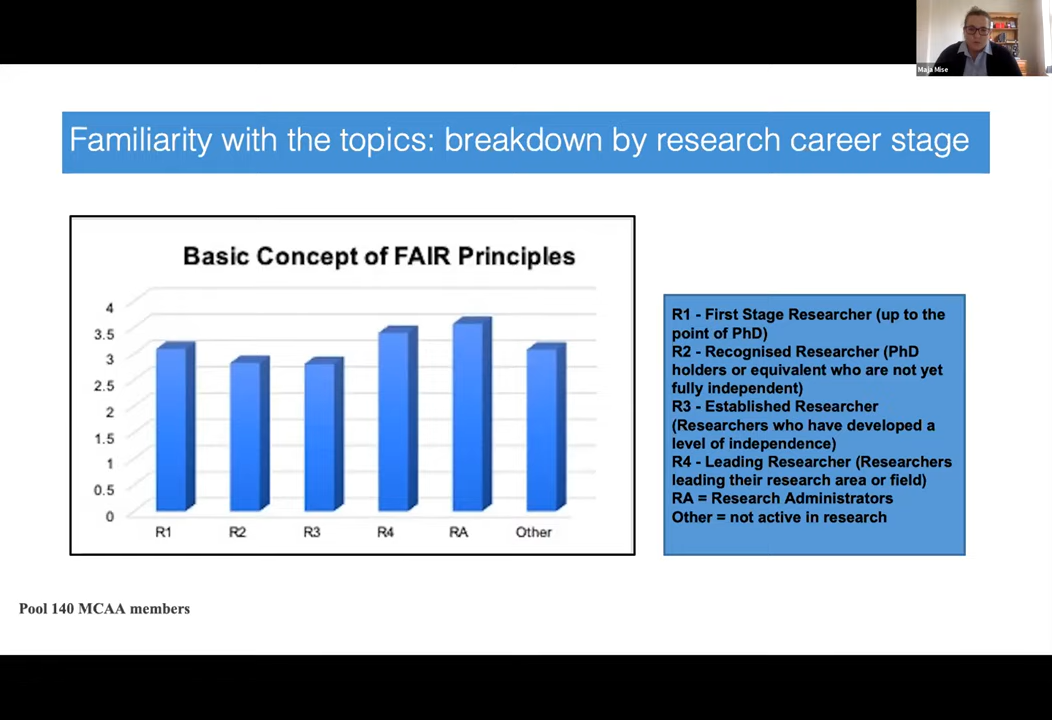 Maja Mise
Familiarity with the topics: breakdown by research career stage
Basic Concept of FAIR Principles
4
3.5
3
2.5
2
1.5
1
0.5
0
R1
R2
R3
R4
RA
Other
R1 - First Stage Researcher (up to the
point of PhD)
R2 - Recognised Researcher (PhD
holders or equivalent who are not yet
fully independent)
R3 - Established Researcher
(Researchers who have developed a
level of independence)
R4 - Leading Researcher (Researchers
leading their research area or field)
RA = Research Administrators
Other = not active in research
Pool 140 MCAA members